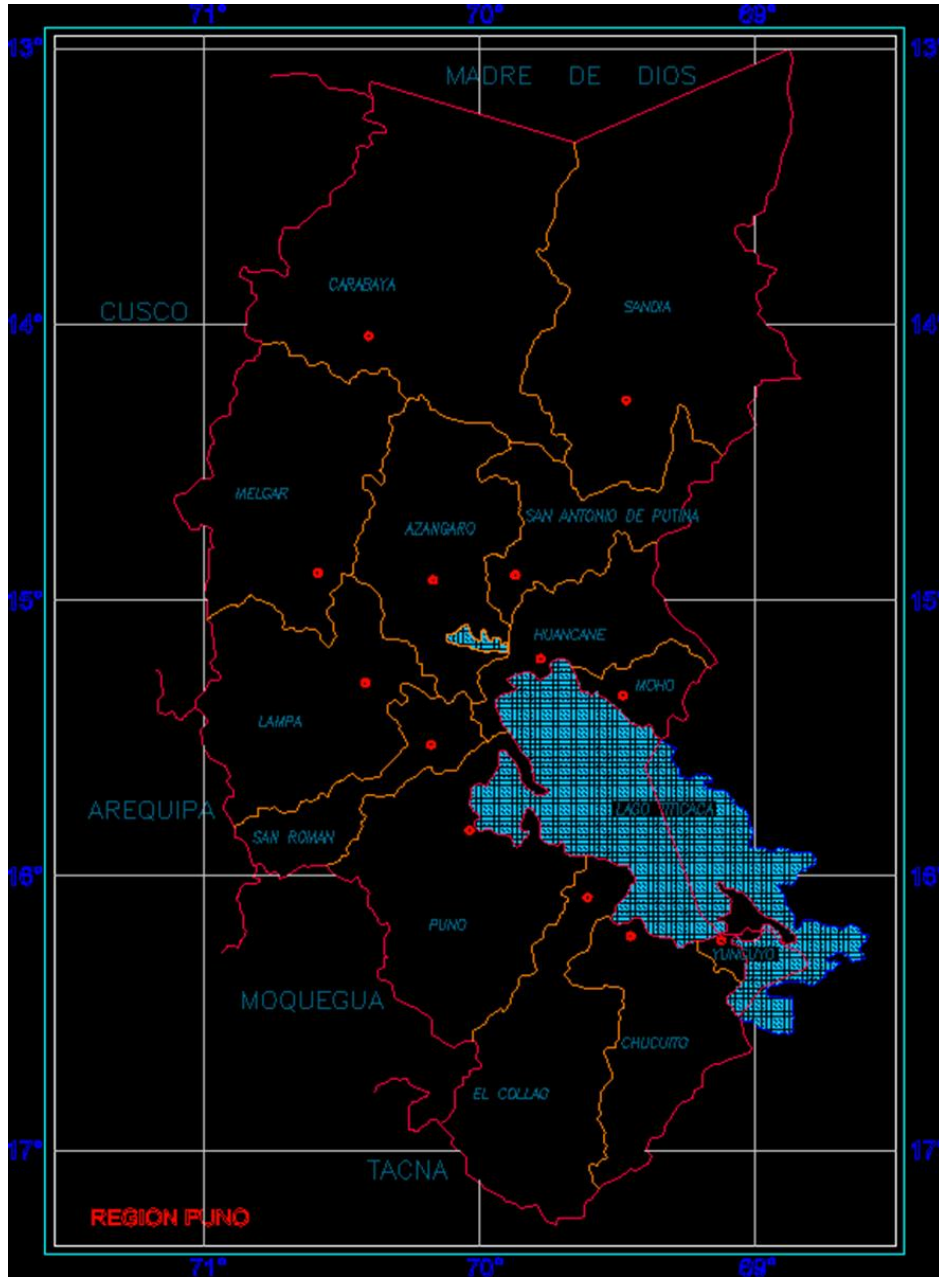 71° 70° 69°
13° 13°
MADRE DE DIOS
CARABAYA
CUSCO
SANDIA
14° 14°
MELGAR
AZANGARO
SAN ANTONIO DE PUTINA
15° 15°
HUANCANE
MOHO
LAMPA
AREQUIPA
LAGO TITICACA
SAN ROMAN
16° 16°
PUNO
YUNGUYO
MOQUEGUA
CHUCUITO
EL COLLAO
17° 17°
TACNA
REGION PUNO
71° 70° 69°